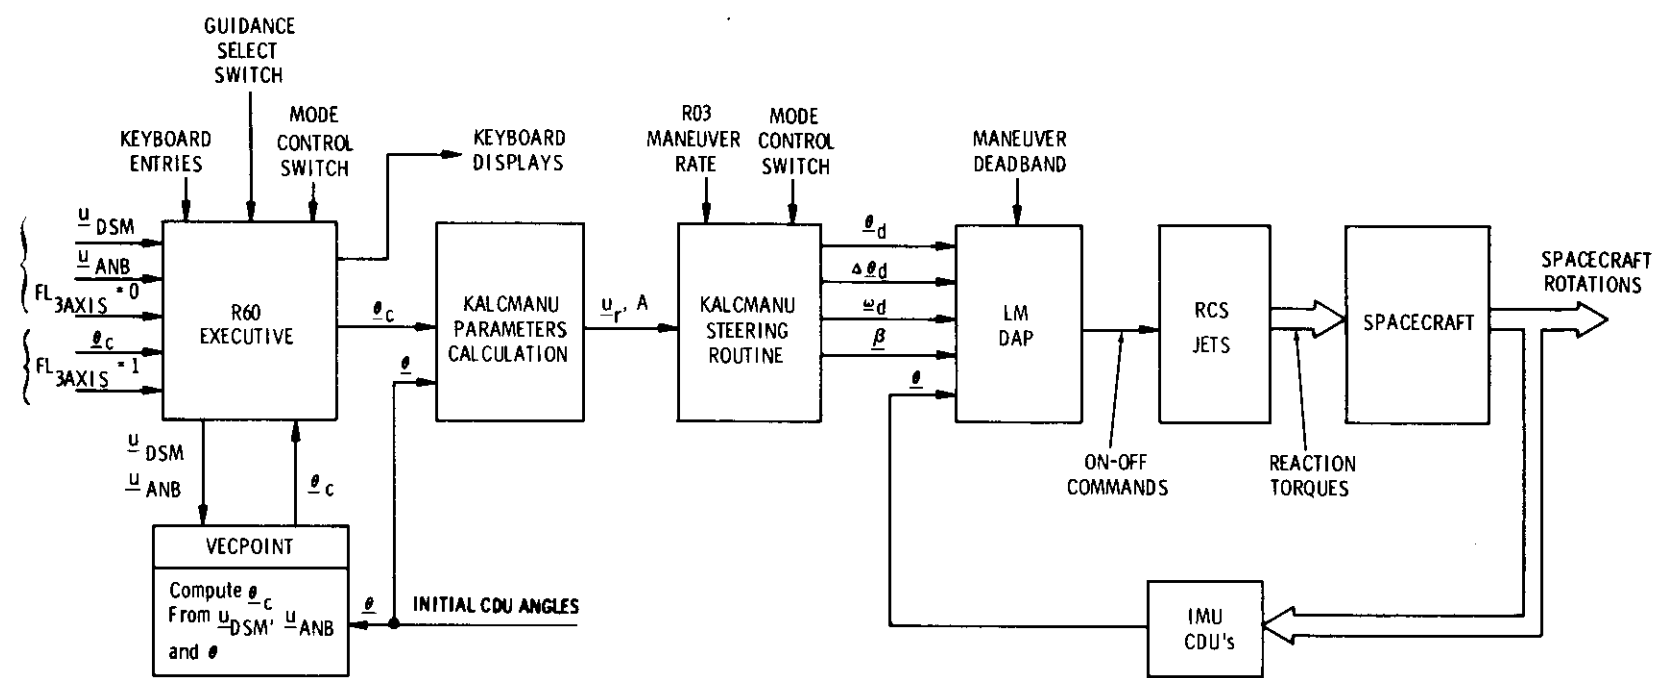 GUIDANCE
SELECT
SWITCH
KEYBOARD
ENTRIES
MODE
CONTROL
SWITCH
KEYBOARD
DISPLAYS
R03
MANEUVER
RATE
MODE
CONTROL
SWITCH
MANEUVER
DEADBAND
u DSM
u ANB
FL 3AXIS = 0
θ c
FL 3AXIS = 1
R60
EXECUTIVE
θ c
θ
KALCMANU
PARAMETERS
CALCULATION
u r, A
KALCMANU
STEERING
ROUTINE
θ d
Δ θ d
ω d
β
θ
LM
DAP
RCS
JETS
SPACECRAFT
SPACECRAFT
ROTATIONS
ON-OFF
COMMANDS
REACTION
TORQUES
u DSM
u ANB
θ c
VECPOINT
Compute θ c
From u DSM, u ANB
and θ
θ
INITIAL CDU ANGLES
IMU
CDU's